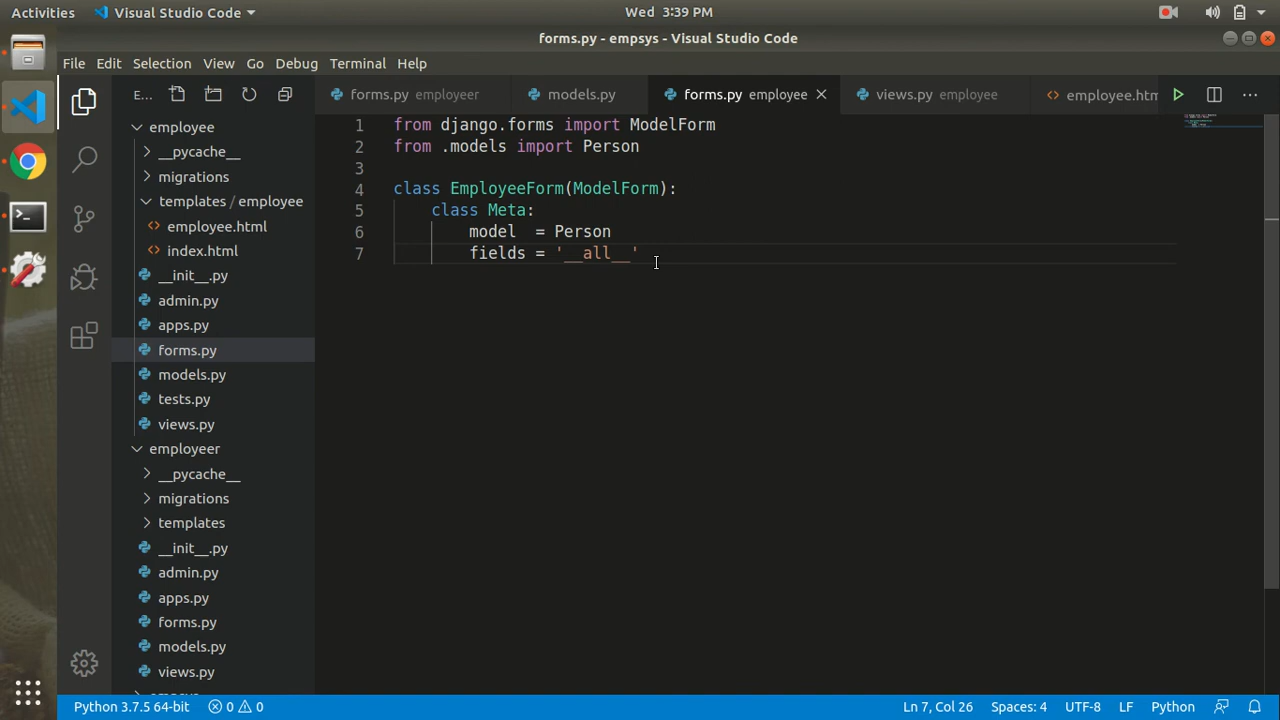 Activities Visual Studio Code Wed 3:39 PM
forms.py - empsys - Visual Studio Code
File Edit Selection View Go Debug Terminal Help
E... forms.py employeer models.py forms.py employee views.py employee employee.htm
employee
__pycache__
migrations
templates / employee
employee.html
index.html
__init__.py
admin.py
apps.py
forms.py
models.py
tests.py
views.py
employeer
__pycache__
migrations
templates
__init__.py
admin.py
apps.py
forms.py
models.py
views.py
1 from django.forms import ModelForm
2 from .models import Person
3
4 class EmployeeForm(ModelForm):
5 class Meta:
6 model  = Person
7 fields = '__all__'
Python 3.7.5 64-bit 0 0 Ln 7, Col 26 Spaces: 4 UTF-8 LF Python